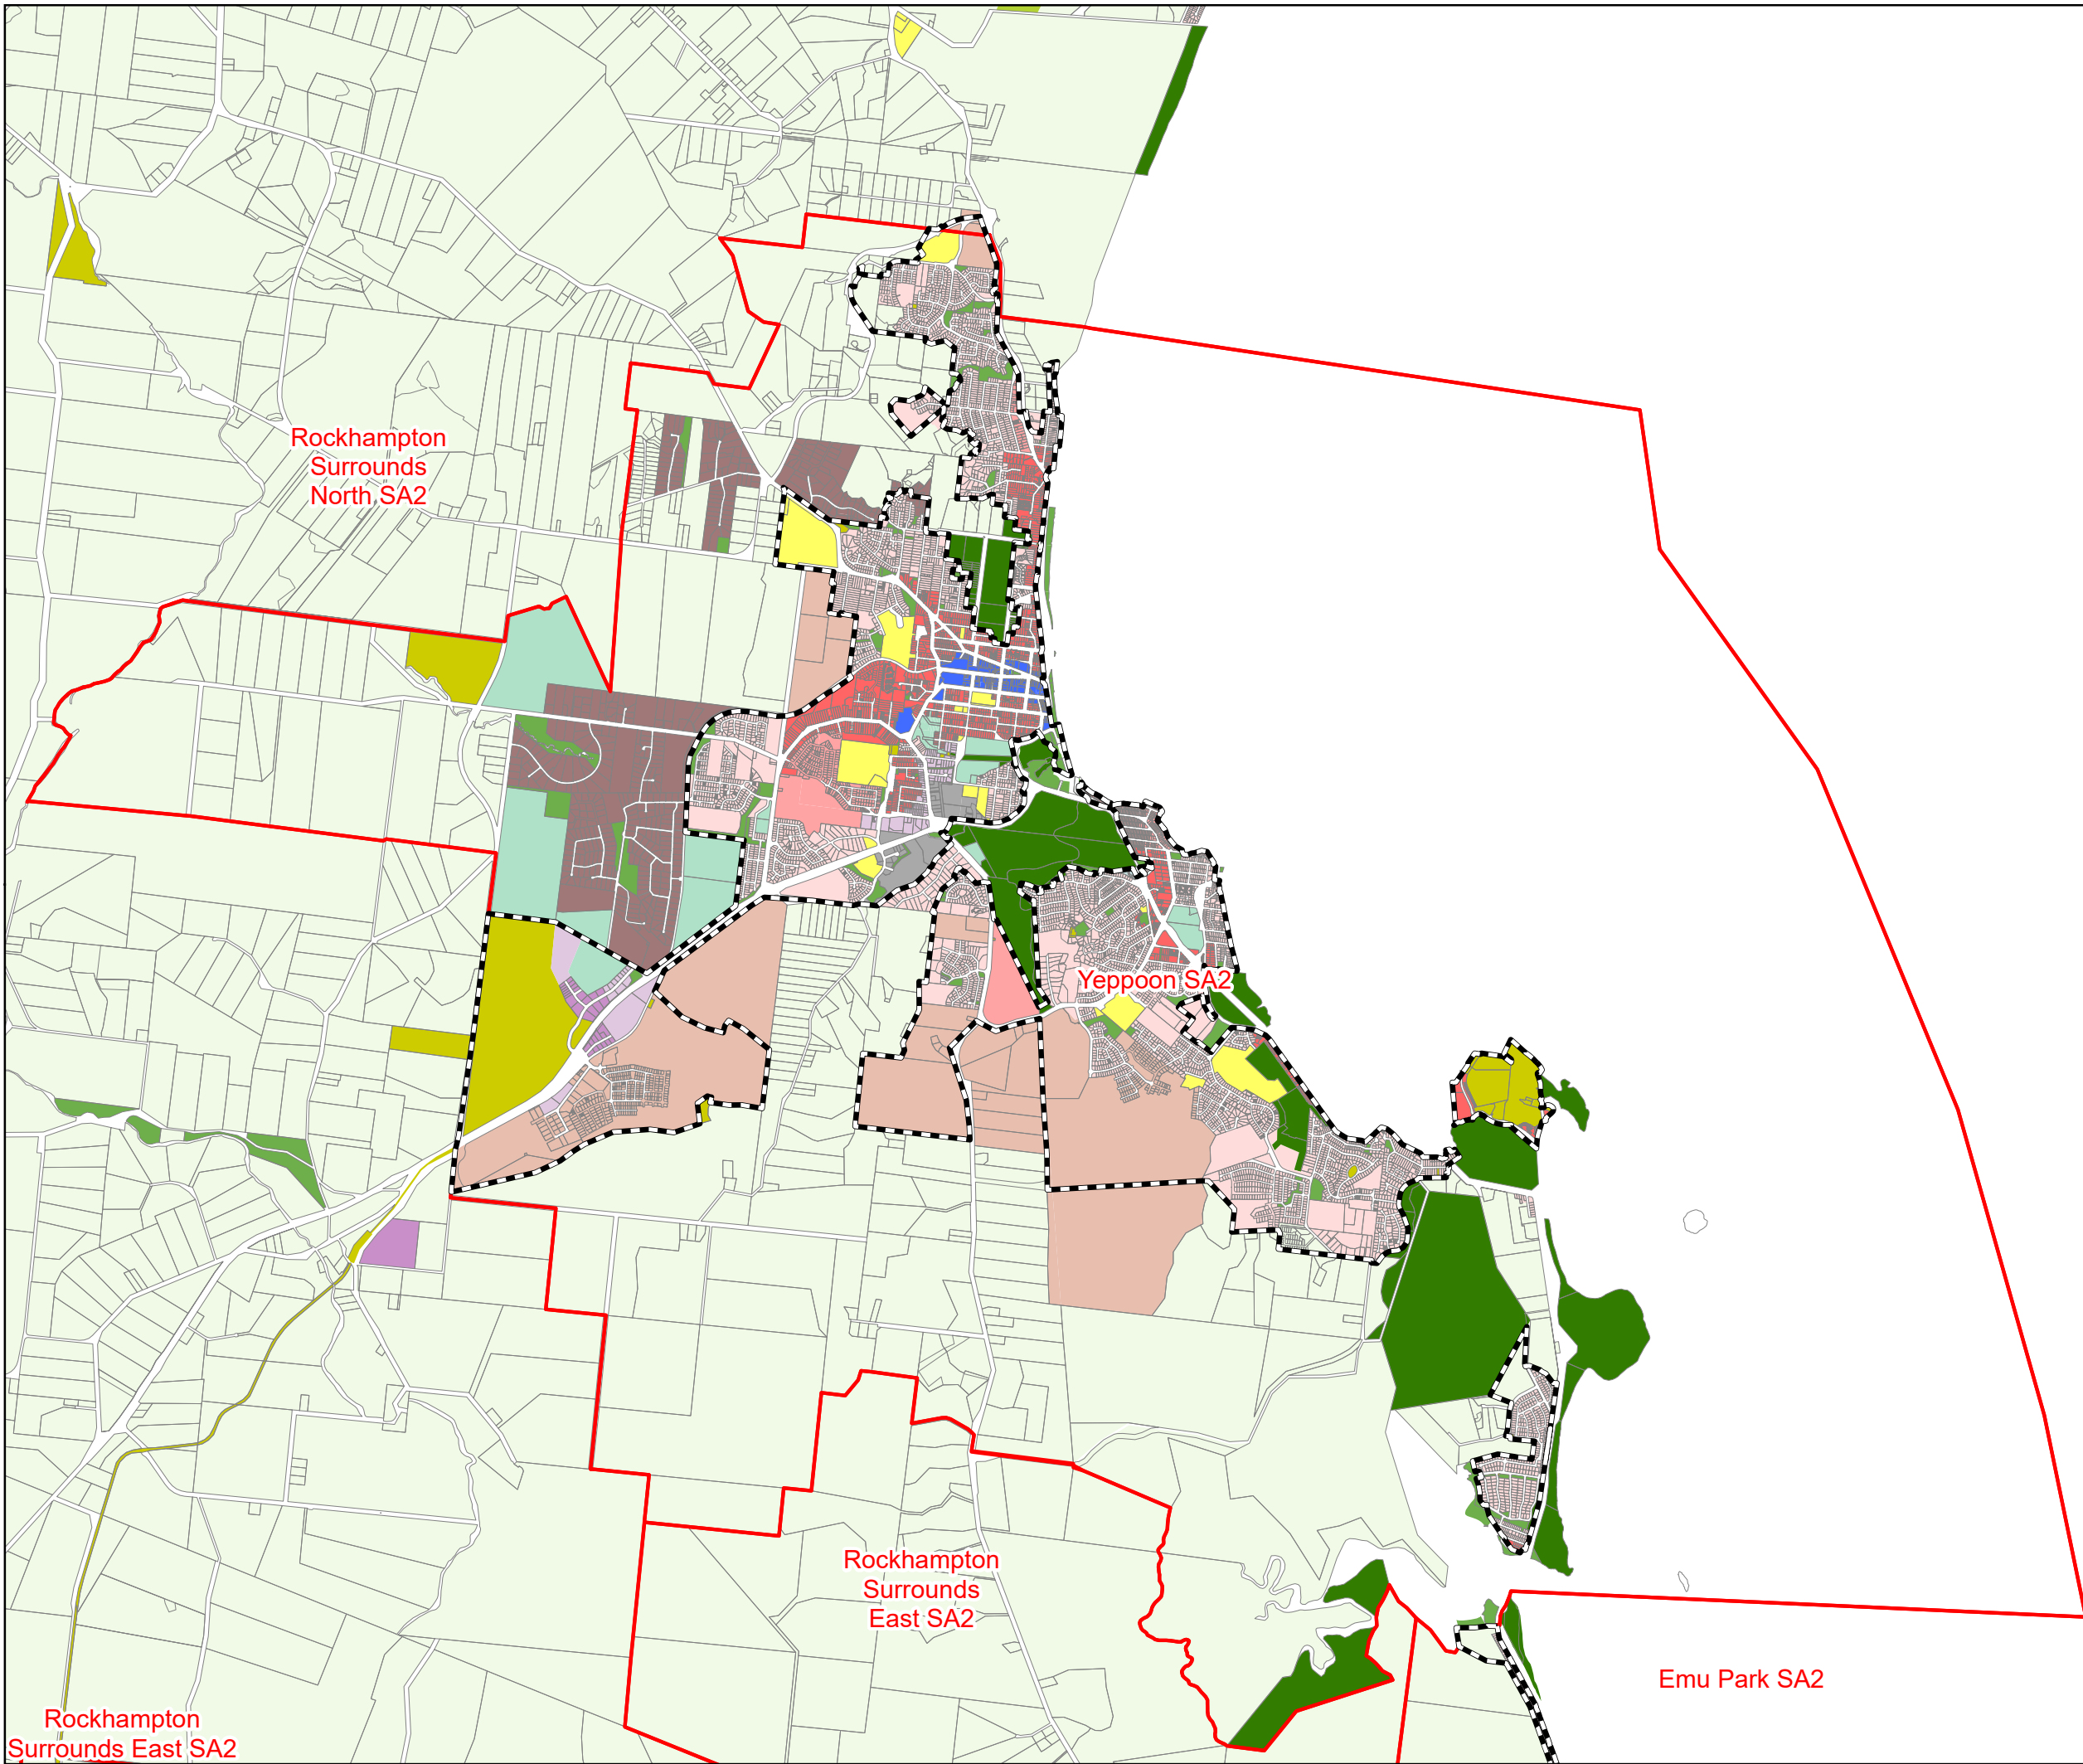 Rockhampton
Surrounds
North SA2
Yeppoon SA2
Rockhampton
Surrounds
East SA2
Emu Park SA2
Rockhampton
Surrounds East SA2